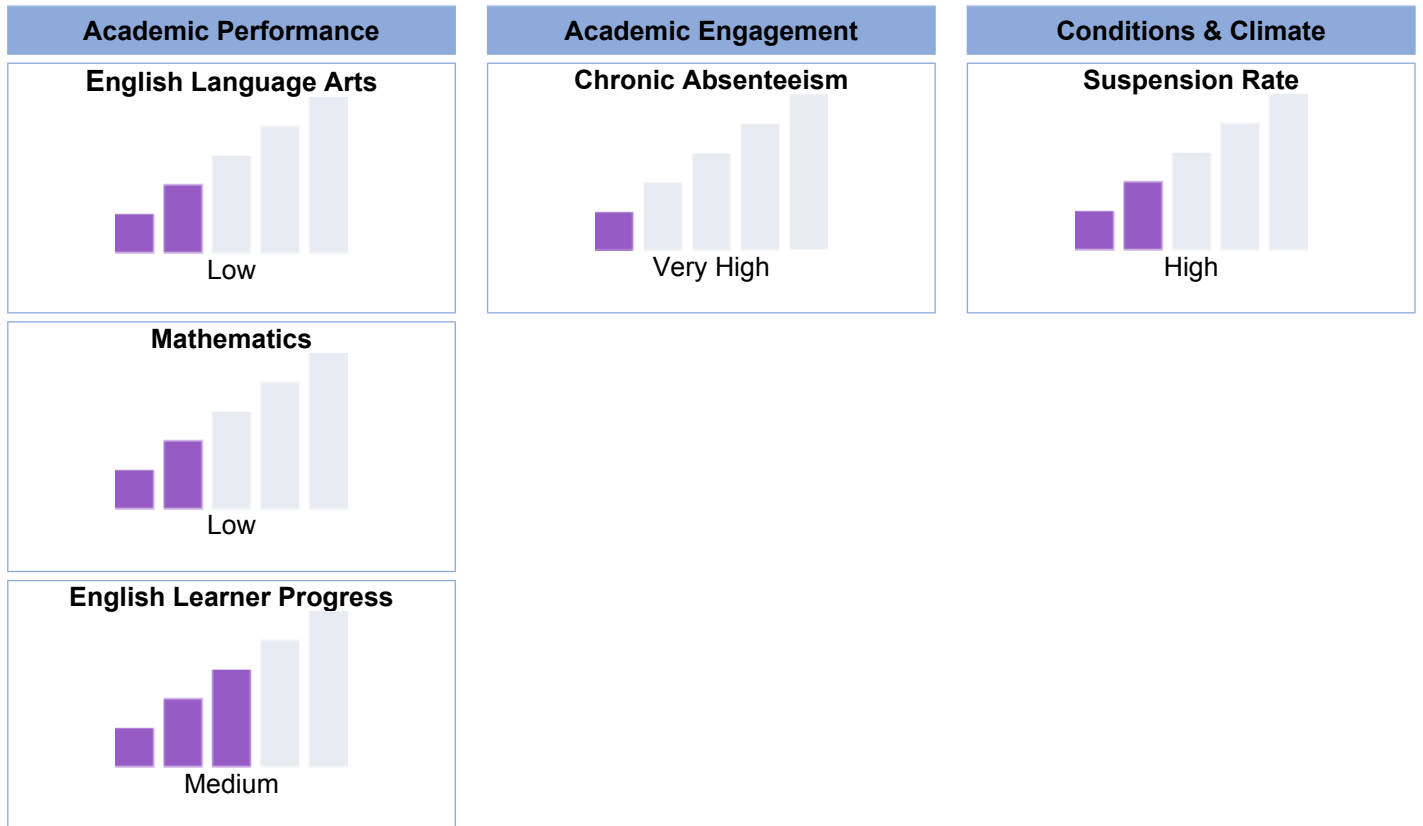 Academic Performance
English Language Arts
Low
Mathematics
Low
English Learner Progress
Medium
Academic Engagement
Chronic Absenteeism
Very High
Conditions & Climate
Suspension Rate
High